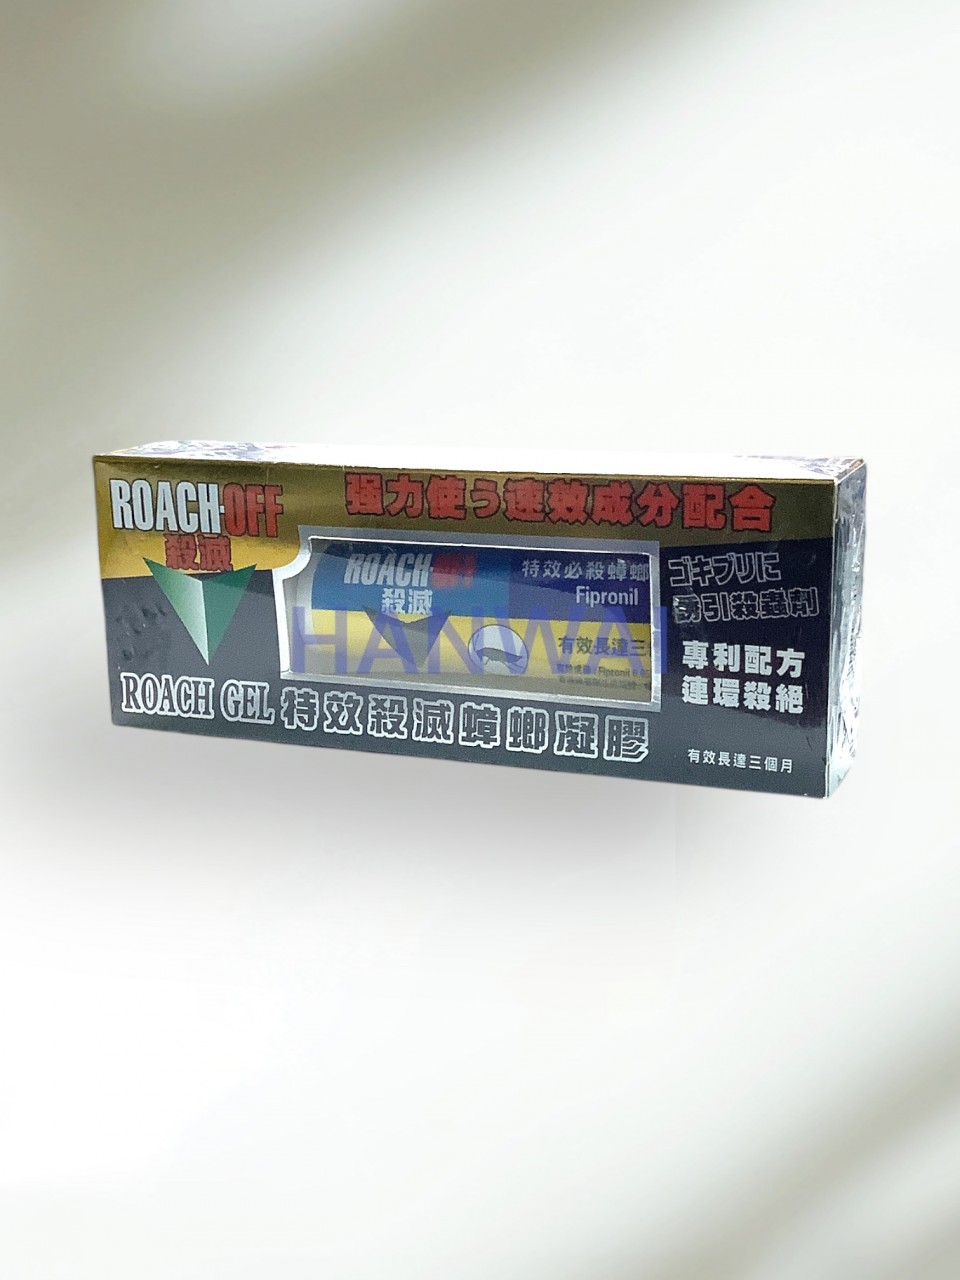 ROACH-OFF
殺滅
强力使う速效成分配合
ROACH
殺滅
特效必殺蟑螂
Fipronil
有效長達三
HANWAI
ゴキブリに
誘引殺蟲劑
專利配方
連環殺絕
ROACH GEL 特效殺滅蟑螂凝膠
有效長達三個月